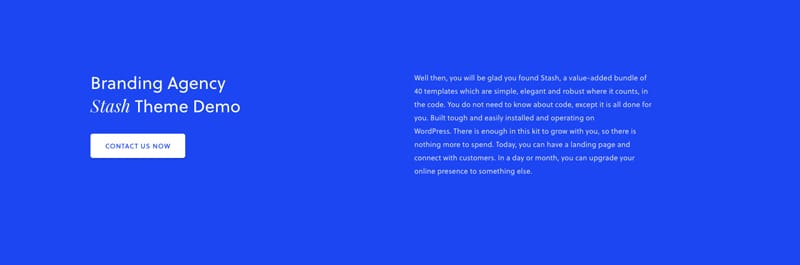 Branding Agency
Stash Theme Demo
CONTACT US NOW
Well then, you will be glad you found Stash, a value-added bundle of
40 templates which are simple, elegant and robust where it counts, in
the code. You do not need to know about code, except it is all done for
you. Built tough and easily installed and operating on
WordPress. There is enough in this kit to grow with you, so there is
nothing more to spend. Today, you can have a landing page and
connect with customers. In a day or month, you can upgrade your
online presence to something else.